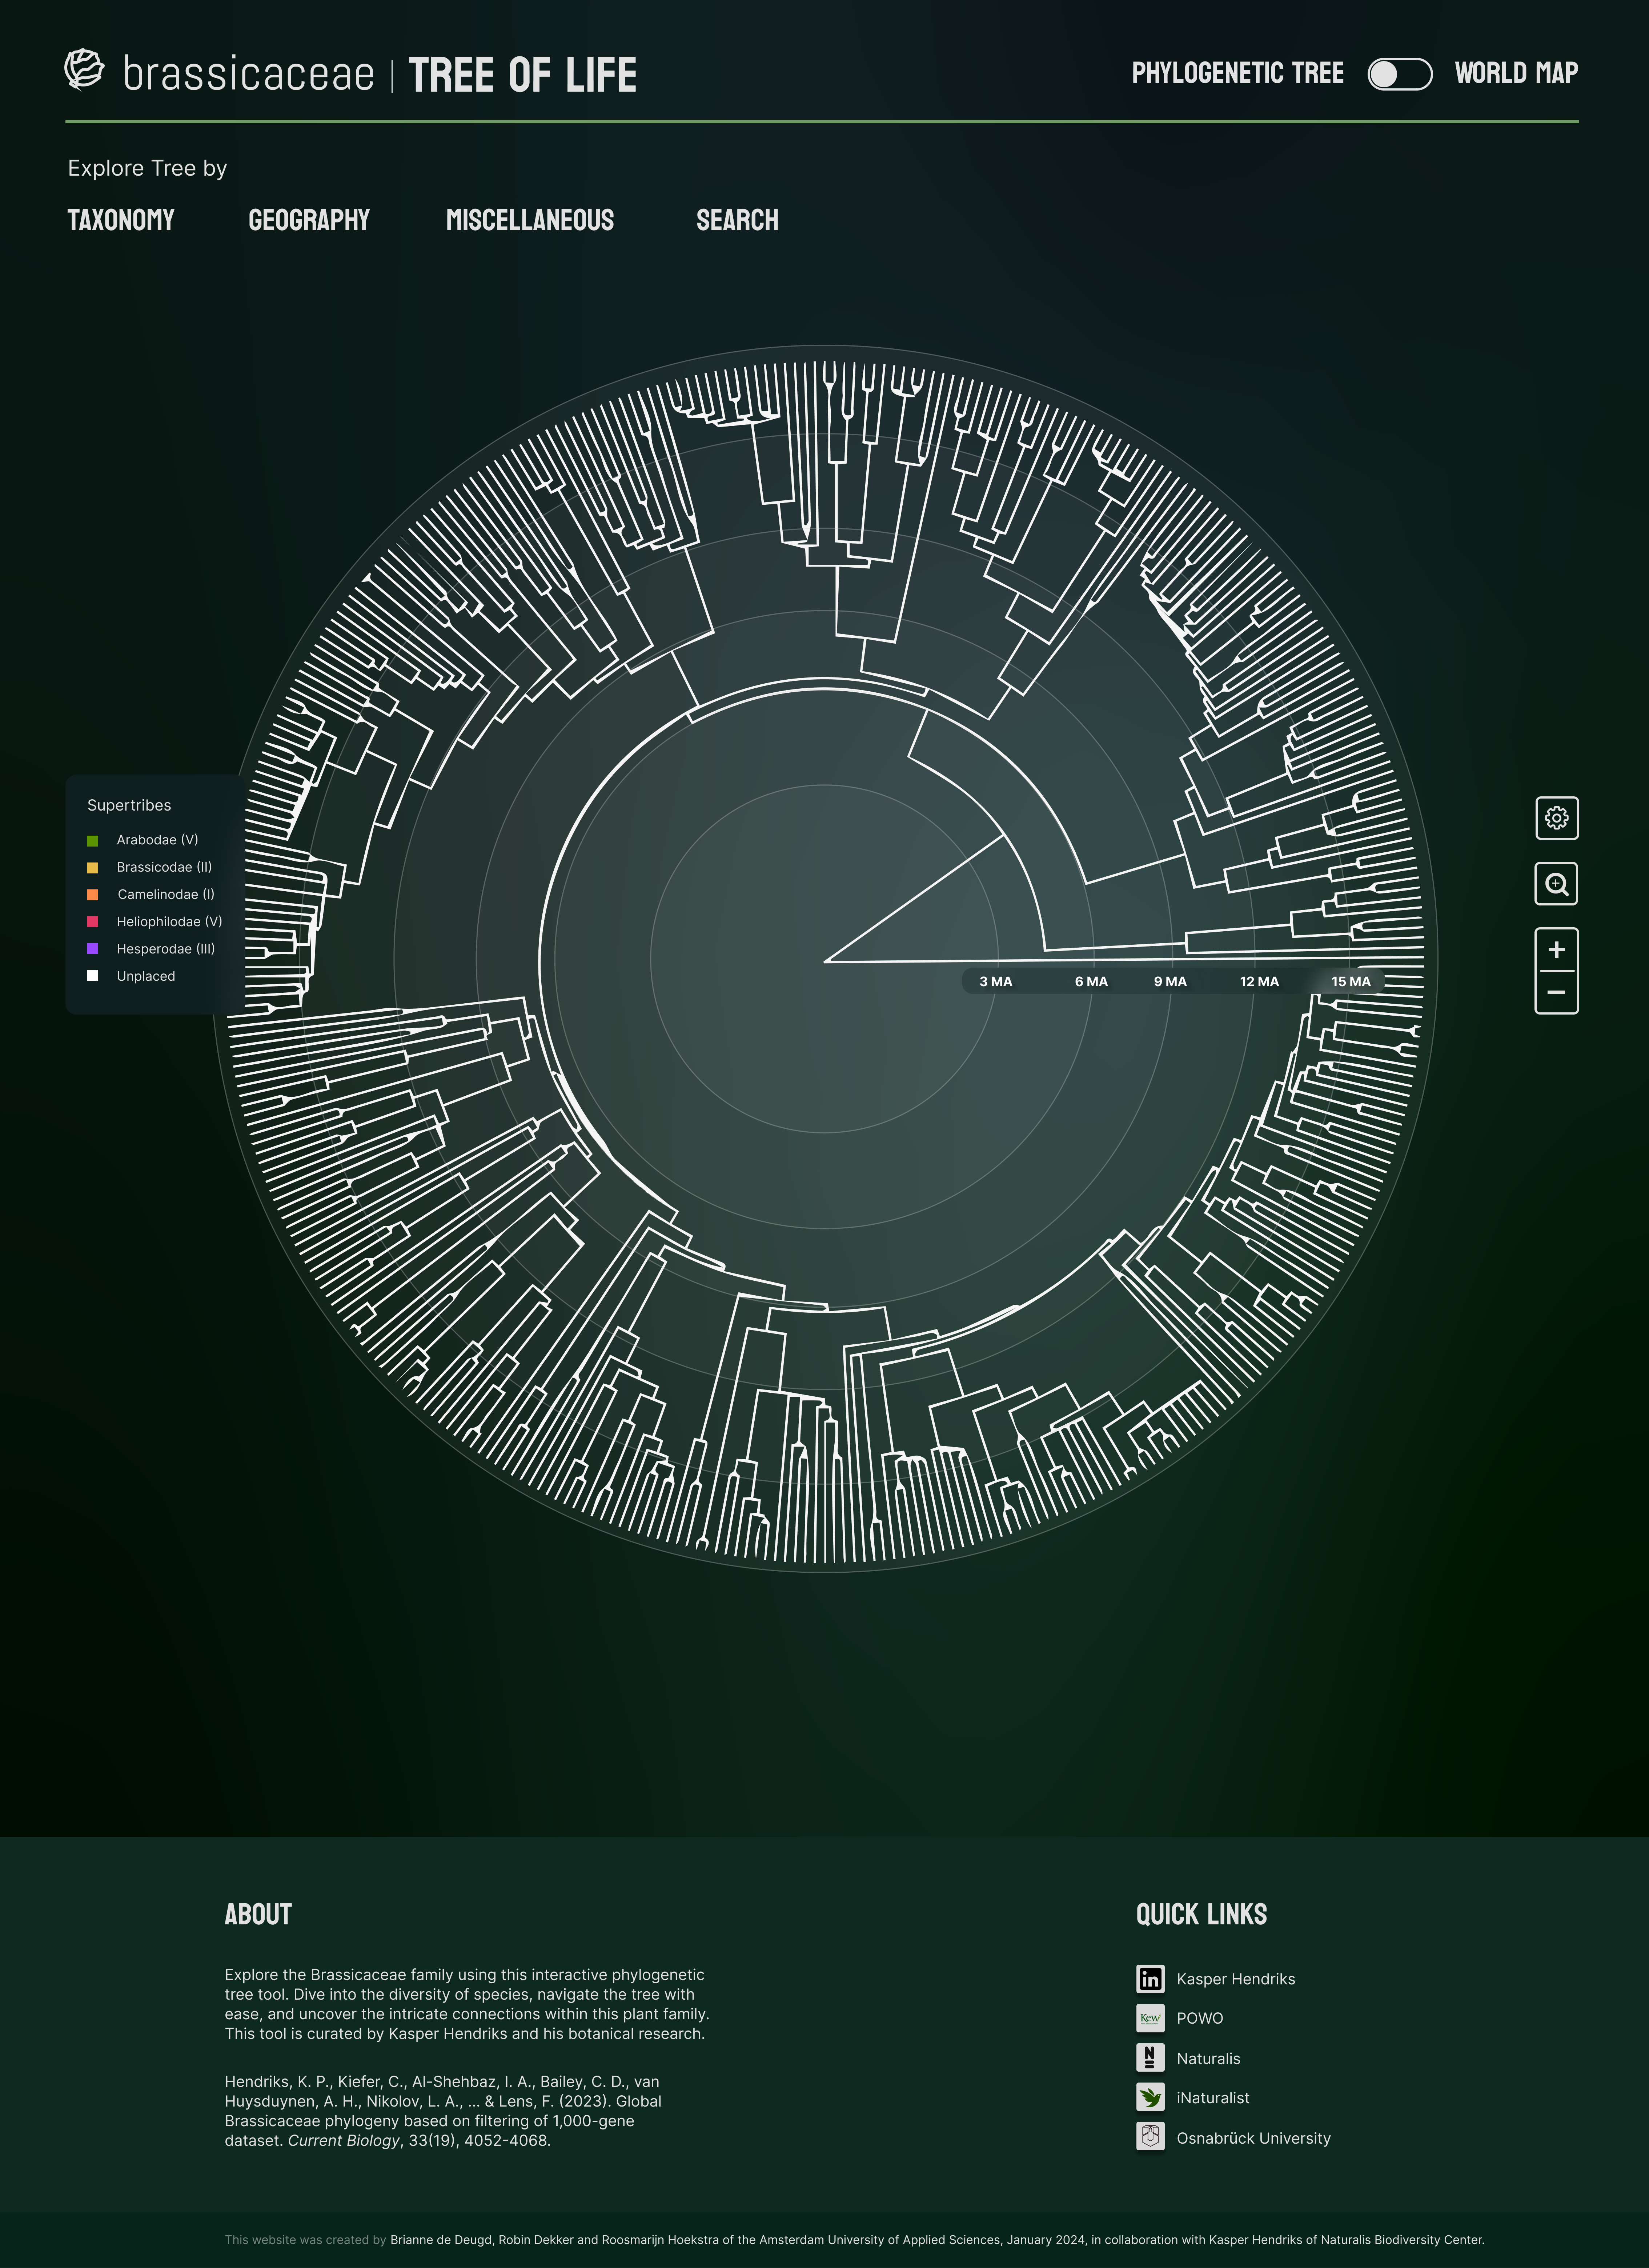 brassicaceae | TREE OF LIFE
PHYLOGENETIC TREE WORLD MAP
Explore Tree by
TAXONOMY GEOGRAPHY MISCELLANEOUS SEARCH
Supertribes
Arabodae (V)
Brassicodae (II)
Camelinodae (I)
Heliophilodae (V)
Hesperodae (III)
Unplaced
3 MA 6 MA 9 MA 12 MA 15 MA
+
−
ABOUT
Explore the Brassicaceae family using this interactive phylogenetic
tree tool. Dive into the diversity of species, navigate the tree with
ease, and uncover the intricate connections within this plant family.
This tool is curated by Kasper Hendriks and his botanical research.
Hendriks, K. P., Kiefer, C., Al-Shehbaz, I. A., Bailey, C. D., van
Huysduynen, A. H., Nikolov, L. A., ... & Lens, F. (2023). Global
Brassicaceae phylogeny based on filtering of 1,000-gene
dataset. Current Biology, 33(19), 4052-4068.
QUICK LINKS
in Kasper Hendriks
Kew POWO
N Naturalis
iNaturalist
Osnabrück University
This website was created by Brianne de Deugd, Robin Dekker and Roosmarijn Hoekstra of the Amsterdam University of Applied Sciences, January 2024, in collaboration with Kasper Hendriks of Naturalis Biodiversity Center.